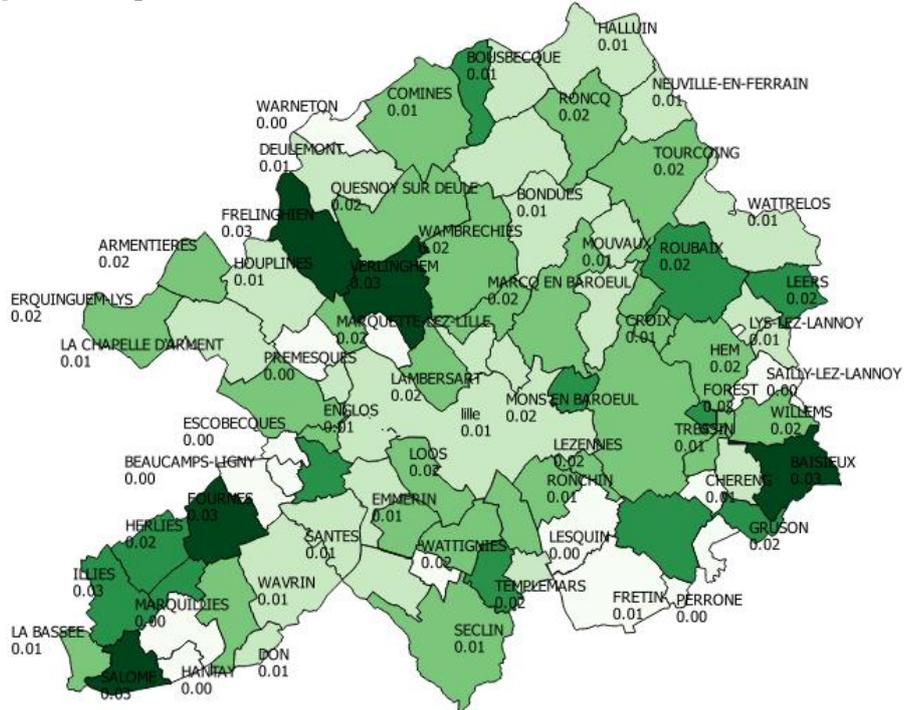 HALLUIN
0.01
BOUSBECQUE
0.01
NEUVILLE-EN-FERRAIN
0.01
COMINES
0.01
RONCQ
0.02
WARNETON
0.00
DEULEMONT
0.01
TOURCOING
0.02
QUESNOY SUR DEULE
0.02
BONDUES
0.01
WATTRELOS
0.01
FRELINGHIEN
0.03
WAMBRECHIES
0.02
ARMENTIERES
0.02
MOUVAUX
0.01
ROUBAIX
0.02
HOUPLINES
0.01
VERLINGHEM
0.03
MARCQ EN BAROEUL
0.02
LEERS
0.02
ERQUINGUEM-LYS
0.02
MARQUETTE-LEZ-LILLE
0.02
CROIX
0.01
LYS-LEZ-LANNOY
0.01
LA CHAPELLE D'ARMENT
0.01
PREMESQUES
0.00
HEM
0.02
SAILLY-LEZ-LANNOY
0.00
LAMBERSART
0.02
MONS EN BAROEUL
0.02
FOREST
0.02
ENGLOS
0.01
lille
0.01
WILLEMS
0.02
ESCOBECQUES
0.00
TRESSIN
0.01
LEZENNES
0.02
LOOS
0.02
BEAUCAMPS-LIGNY
0.00
BAISIEUX
0.03
RONCHIN
0.01
CHERENG
0.01
FOURNES
0.03
EMMERIN
0.01
HERLIES
0.02
GRUSON
0.02
SANTES
0.01
WATTIGNIES
0.02
LESQUIN
0.00
ILLIES
0.03
WAVRIN
0.01
TEMPLEMARS
0.02
MARQUILLIES
0.00
FRETIN
0.01
PERRONE
0.00
LA BASSEE
0.01
SECLIN
0.01
DON
0.01
SALOME
0.03
HANTAY
0.00